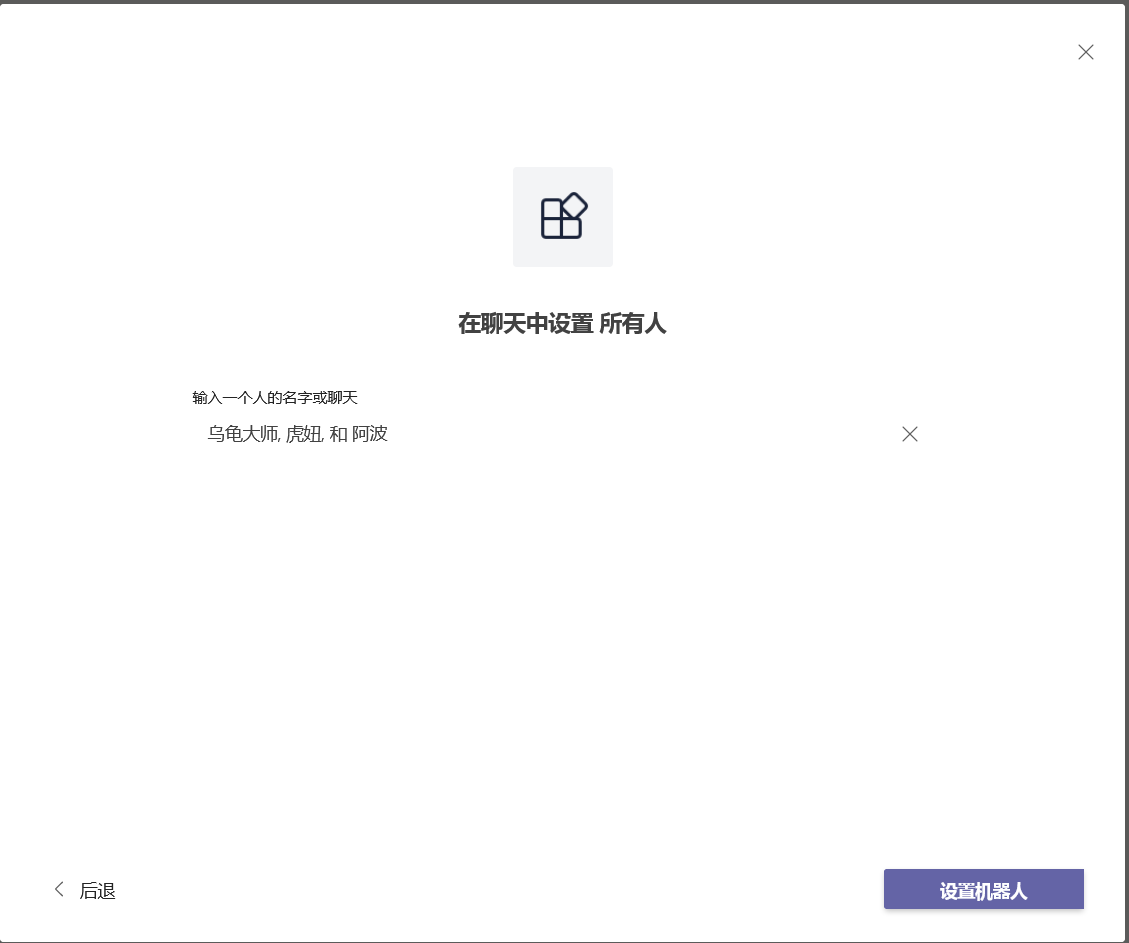 在聊天中设置 所有人
输入一个人的名字或聊天
乌龟大师, 虎妞, 和 阿波
后退
设置机器人